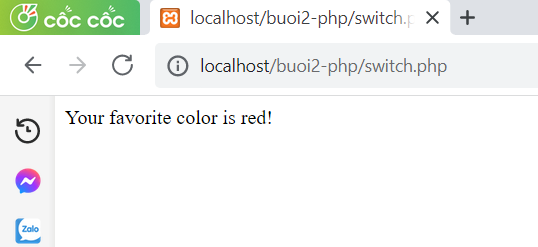 cốc cốc
localhost/buoi2-php/switch.p
localhost/buoi2-php/switch.php
Your favorite color is red!
Zalo